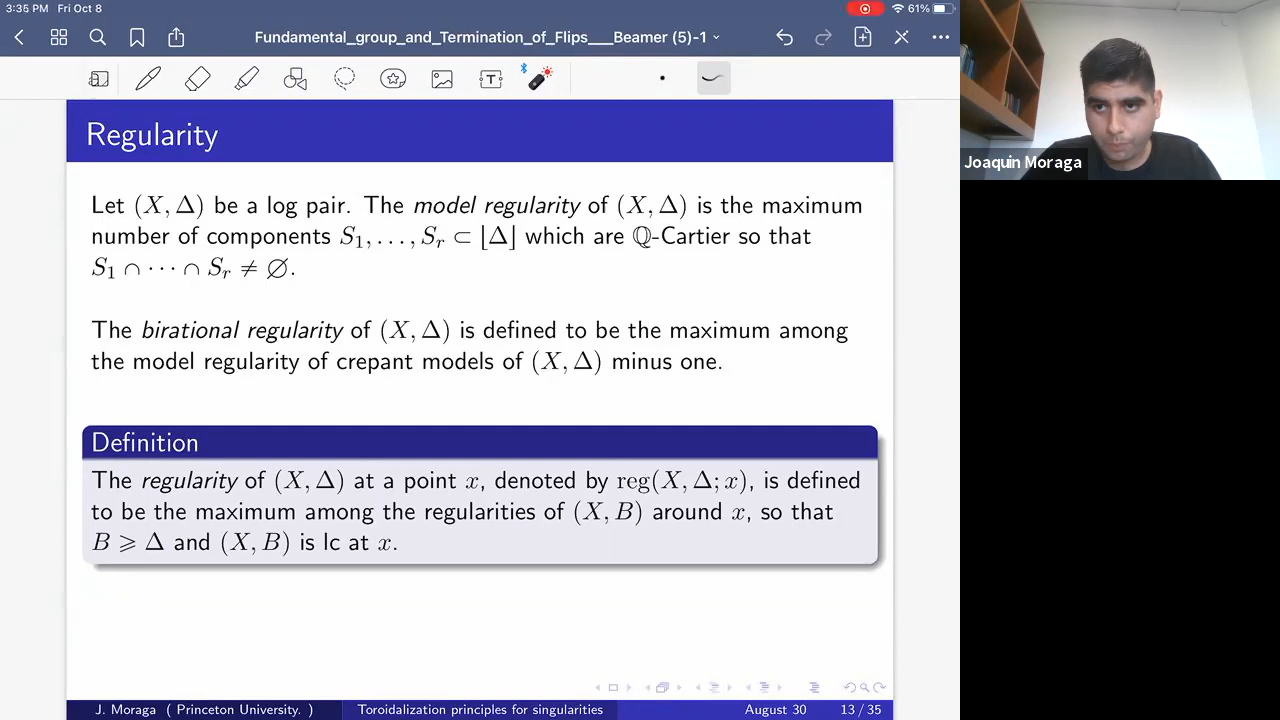 3:35 PM Fri Oct 8
61%
Fundamental_group_and_Termination_of_Flips___Beamer (5)-1
T
Regularity
Let (X, Δ) be a log pair. The model regularity of (X, Δ) is the maximum
number of components S₁, . . . , Sᵣ ⊂ ⌊Δ⌋ which are ℚ-Cartier so that
S₁ ∩ ⋯ ∩ Sᵣ ≠ ∅.
The birational regularity of (X, Δ) is defined to be the maximum among
the model regularity of crepant models of (X, Δ) minus one.
Definition
The regularity of (X, Δ) at a point x, denoted by reg(X, Δ; x), is defined
to be the maximum among the regularities of (X, B) around x, so that
B ⩾ Δ and (X, B) is lc at x.
J. Moraga ( Princeton University. ) Toroidalization principles for singularities August 30 13 / 35
Joaquin Moraga